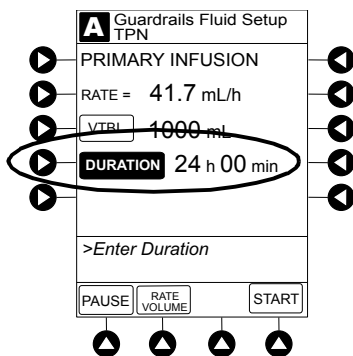 A Guardrails Fluid Setup
TPN
PRIMARY INFUSION
RATE = 41.7 mL/h
VTBI 1000 mL
DURATION 24 h 00 min
>Enter Duration
PAUSE RATE VOLUME START